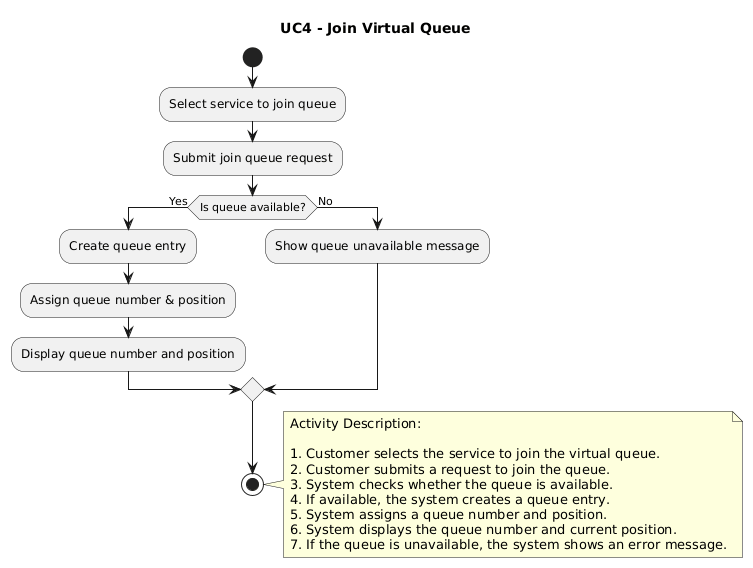 UC4 - Join Virtual Queue
Select service to join queue
Submit join queue request
Yes
Is queue available?
No
Create queue entry
Show queue unavailable message
Assign queue number & position
Display queue number and position
Activity Description:
1. Customer selects the service to join the virtual queue.
2. Customer submits a request to join the queue.
3. System checks whether the queue is available.
4. If available, the system creates a queue entry.
5. System assigns a queue number and position.
6. System displays the queue number and current position.
7. If the queue is unavailable, the system shows an error message.